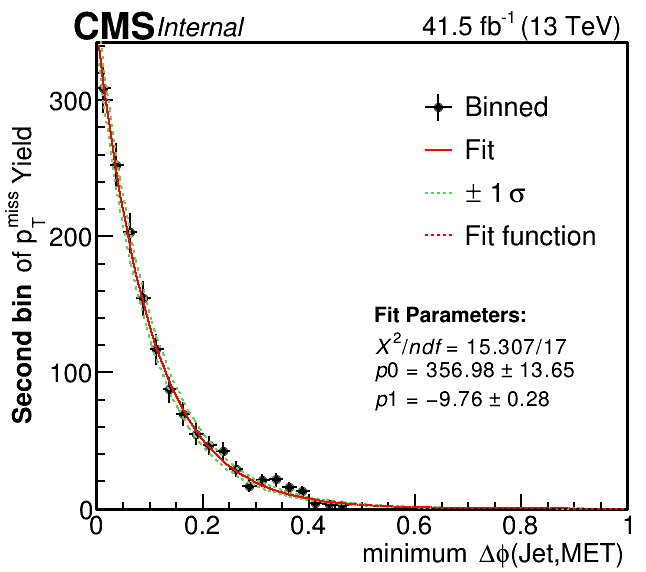 CMS Internal 41.5 fb⁻¹ (13 TeV)
Second bin of p_T^miss Yield
300
200
100
0
Binned
Fit
± 1 σ
Fit function
Fit Parameters:
X²/ndf = 15.307/17
p0 = 356.98 ± 13.65
p1 = −9.76 ± 0.28
0 0.2 0.4 0.6 0.8 1
minimum Δϕ(Jet,MET)